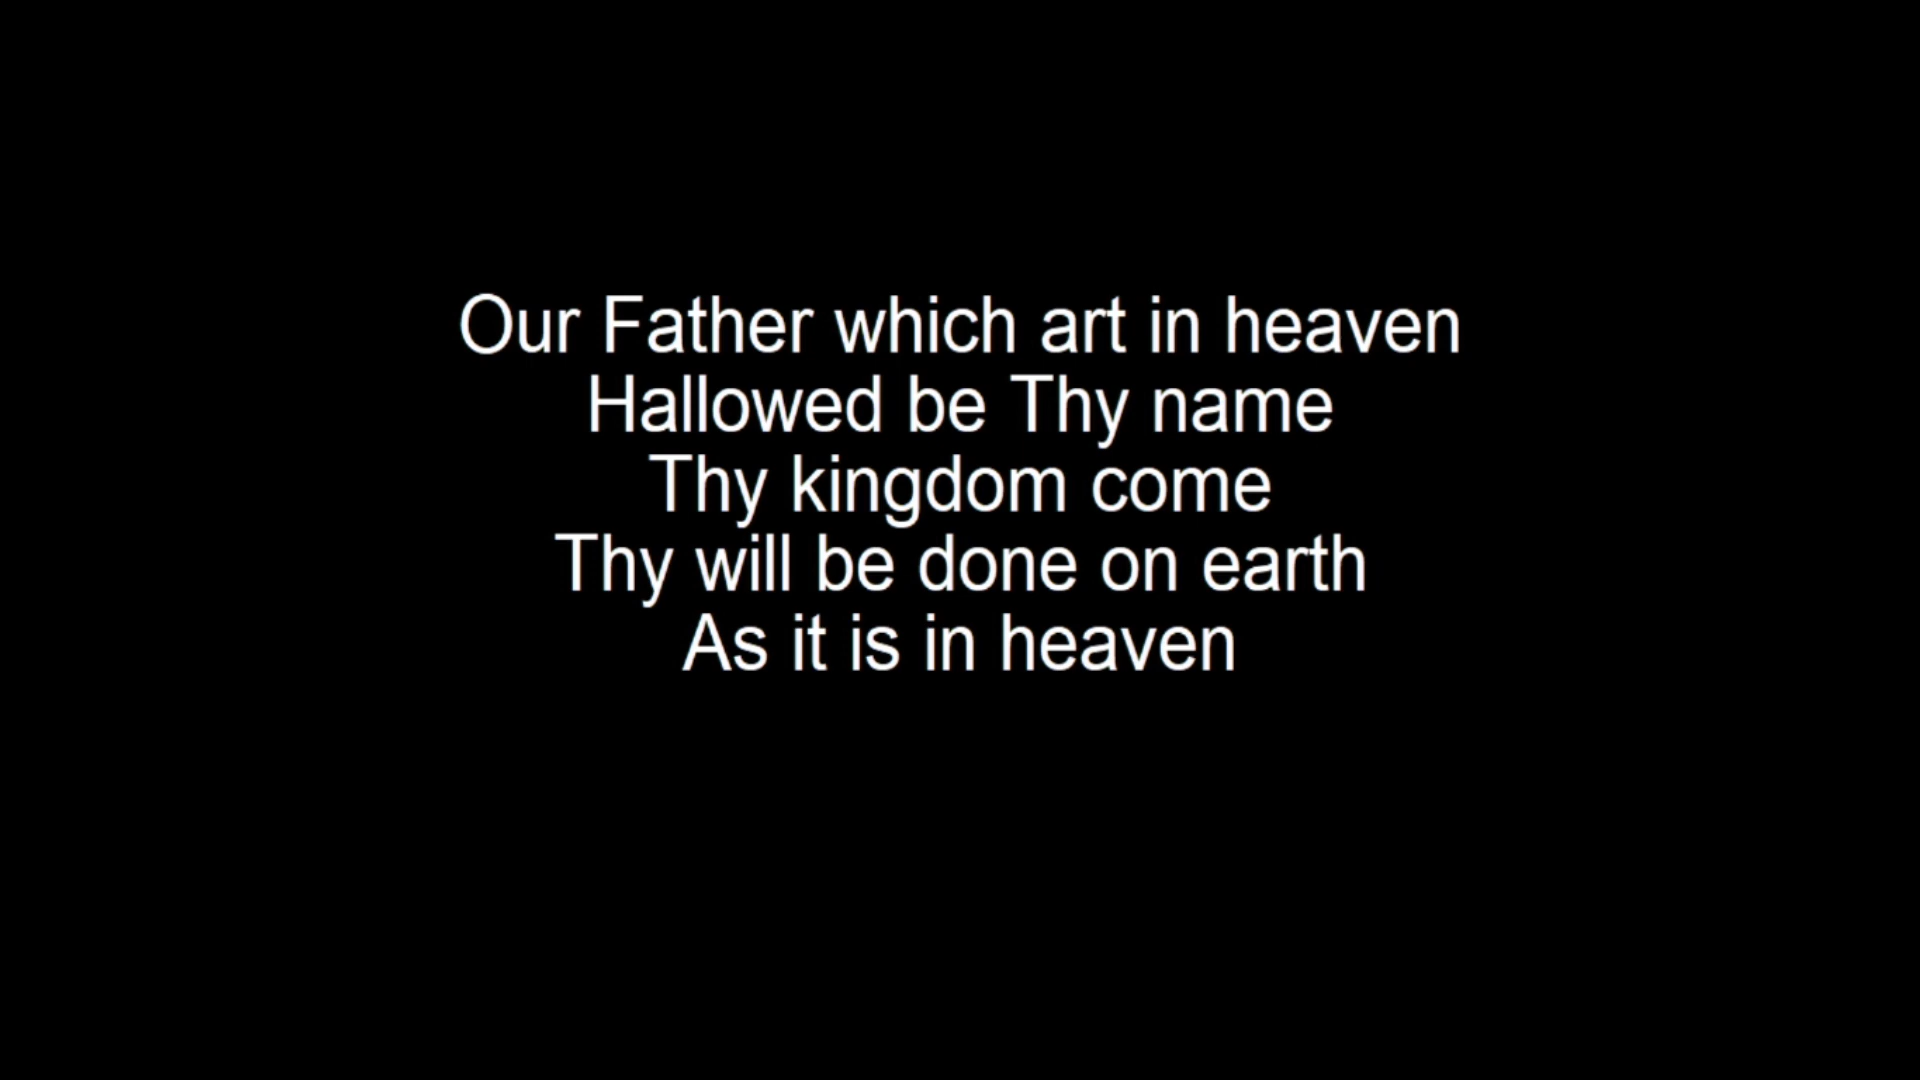 Our Father which art in heaven
Hallowed be Thy name
Thy kingdom come
Thy will be done on earth
As it is in heaven